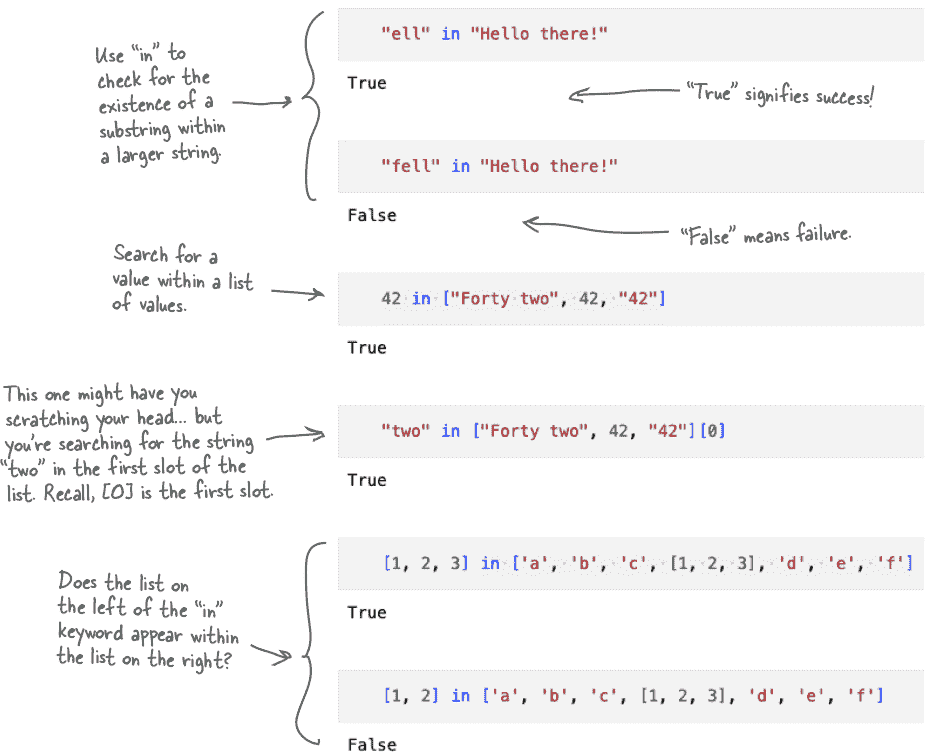 "ell" in "Hello there!"
Use “in” to
check for the
existence of a
substring within
a larger string.
True
“True” signifies success!
"fell" in "Hello there!"
False
“False” means failure.
Search for a
value within a list
of values.
42 in ["Forty two", 42, "42"]
True
This one might have you
scratching your head... but
you're searching for the string
“two” in the first slot of the
list. Recall, [0] is the first slot.
"two" in ["Forty two", 42, "42"][0]
True
[1, 2, 3] in ['a', 'b', 'c', [1, 2, 3], 'd', 'e', 'f']
Does the list on
the left of the “in”
keyword appear within
the list on the right?
True
[1, 2] in ['a', 'b', 'c', [1, 2, 3], 'd', 'e', 'f']
False